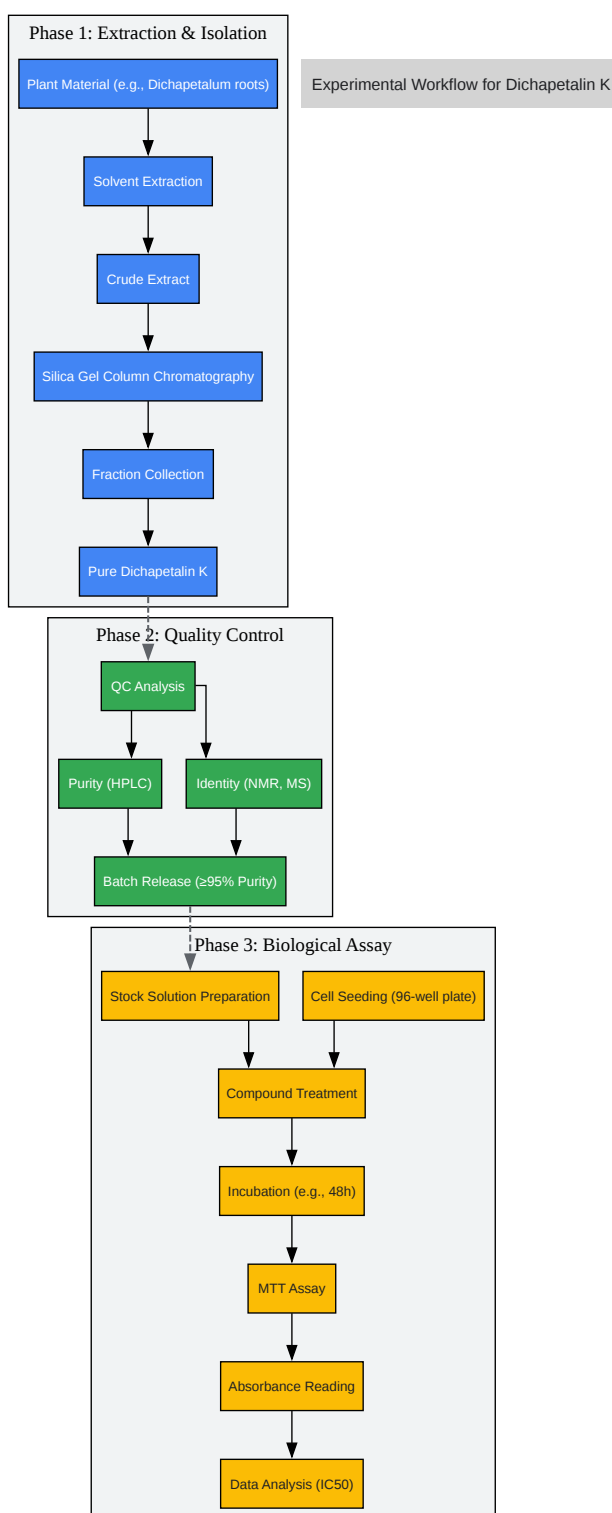 Phase 1: Extraction & Isolation
Plant Material (e.g., Dichapetalum roots)
Experimental Workflow for Dichapetalin K
Solvent Extraction
Crude Extract
Silica Gel Column Chromatography
Fraction Collection
Pure Dichapetalin K
Phase 2: Quality Control
QC Analysis
Purity (HPLC)
Identity (NMR, MS)
Batch Release (≥95% Purity)
Phase 3: Biological Assay
Stock Solution Preparation
Cell Seeding (96-well plate)
Compound Treatment
Incubation (e.g., 48h)
MTT Assay
Absorbance Reading
Data Analysis (IC50)